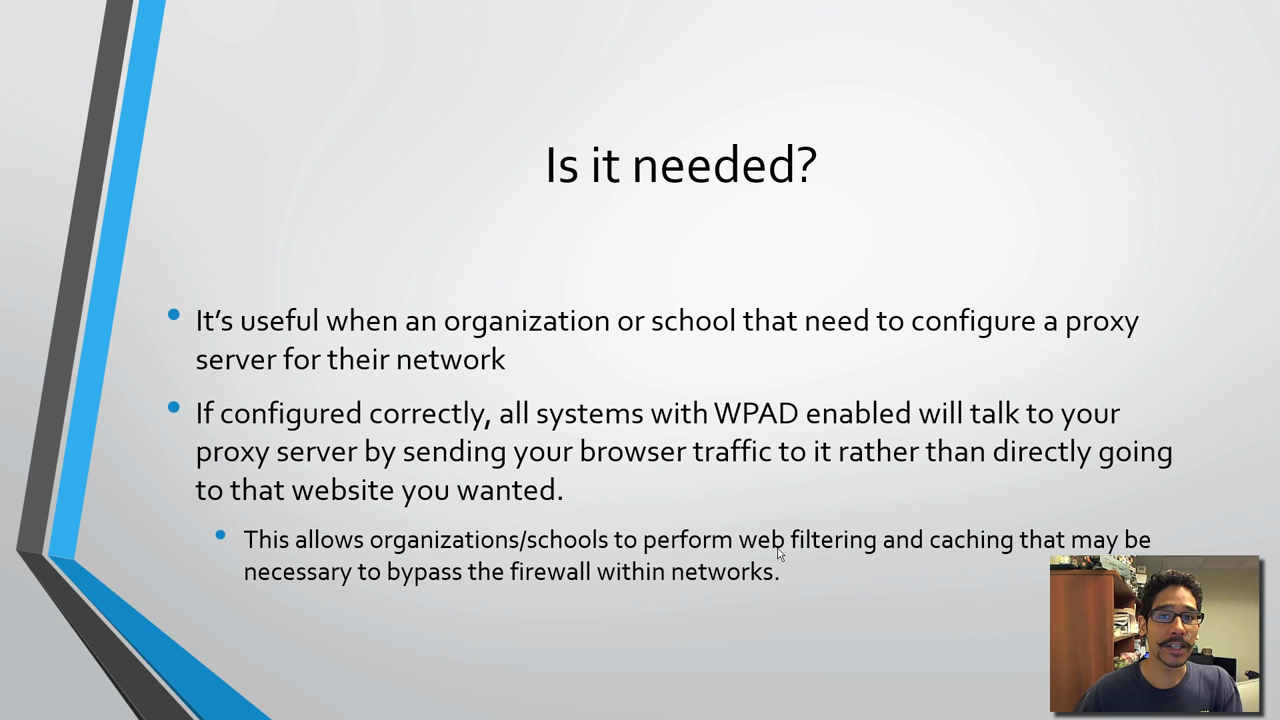 Is it needed?
It’s useful when an organization or school that need to configure a proxy
server for their network
If configured correctly, all systems with WPAD enabled will talk to your
proxy server by sending your browser traffic to it rather than directly going
to that website you wanted.
This allows organizations/schools to perform web filtering and caching that may be
necessary to bypass the firewall within networks.